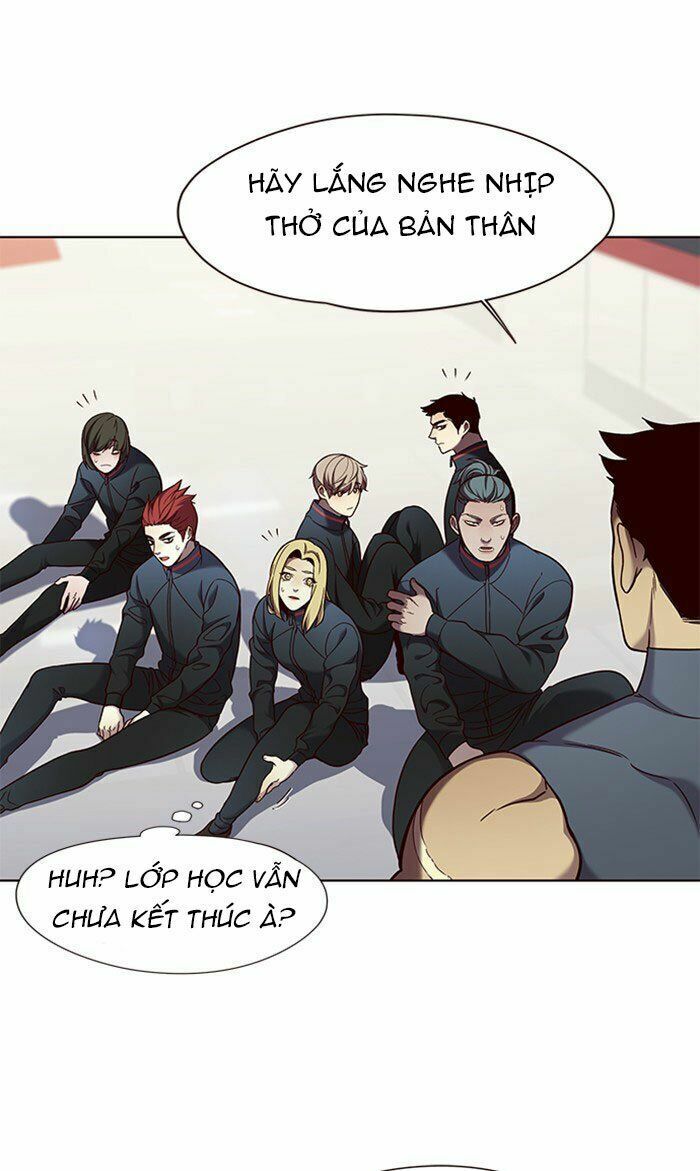 HÃY LẮNG NGHE NHỊP
THỞ CỦA BẢN THÂN
HUH? LỚP HỌC VẪN
CHƯA KẾT THÚC À?